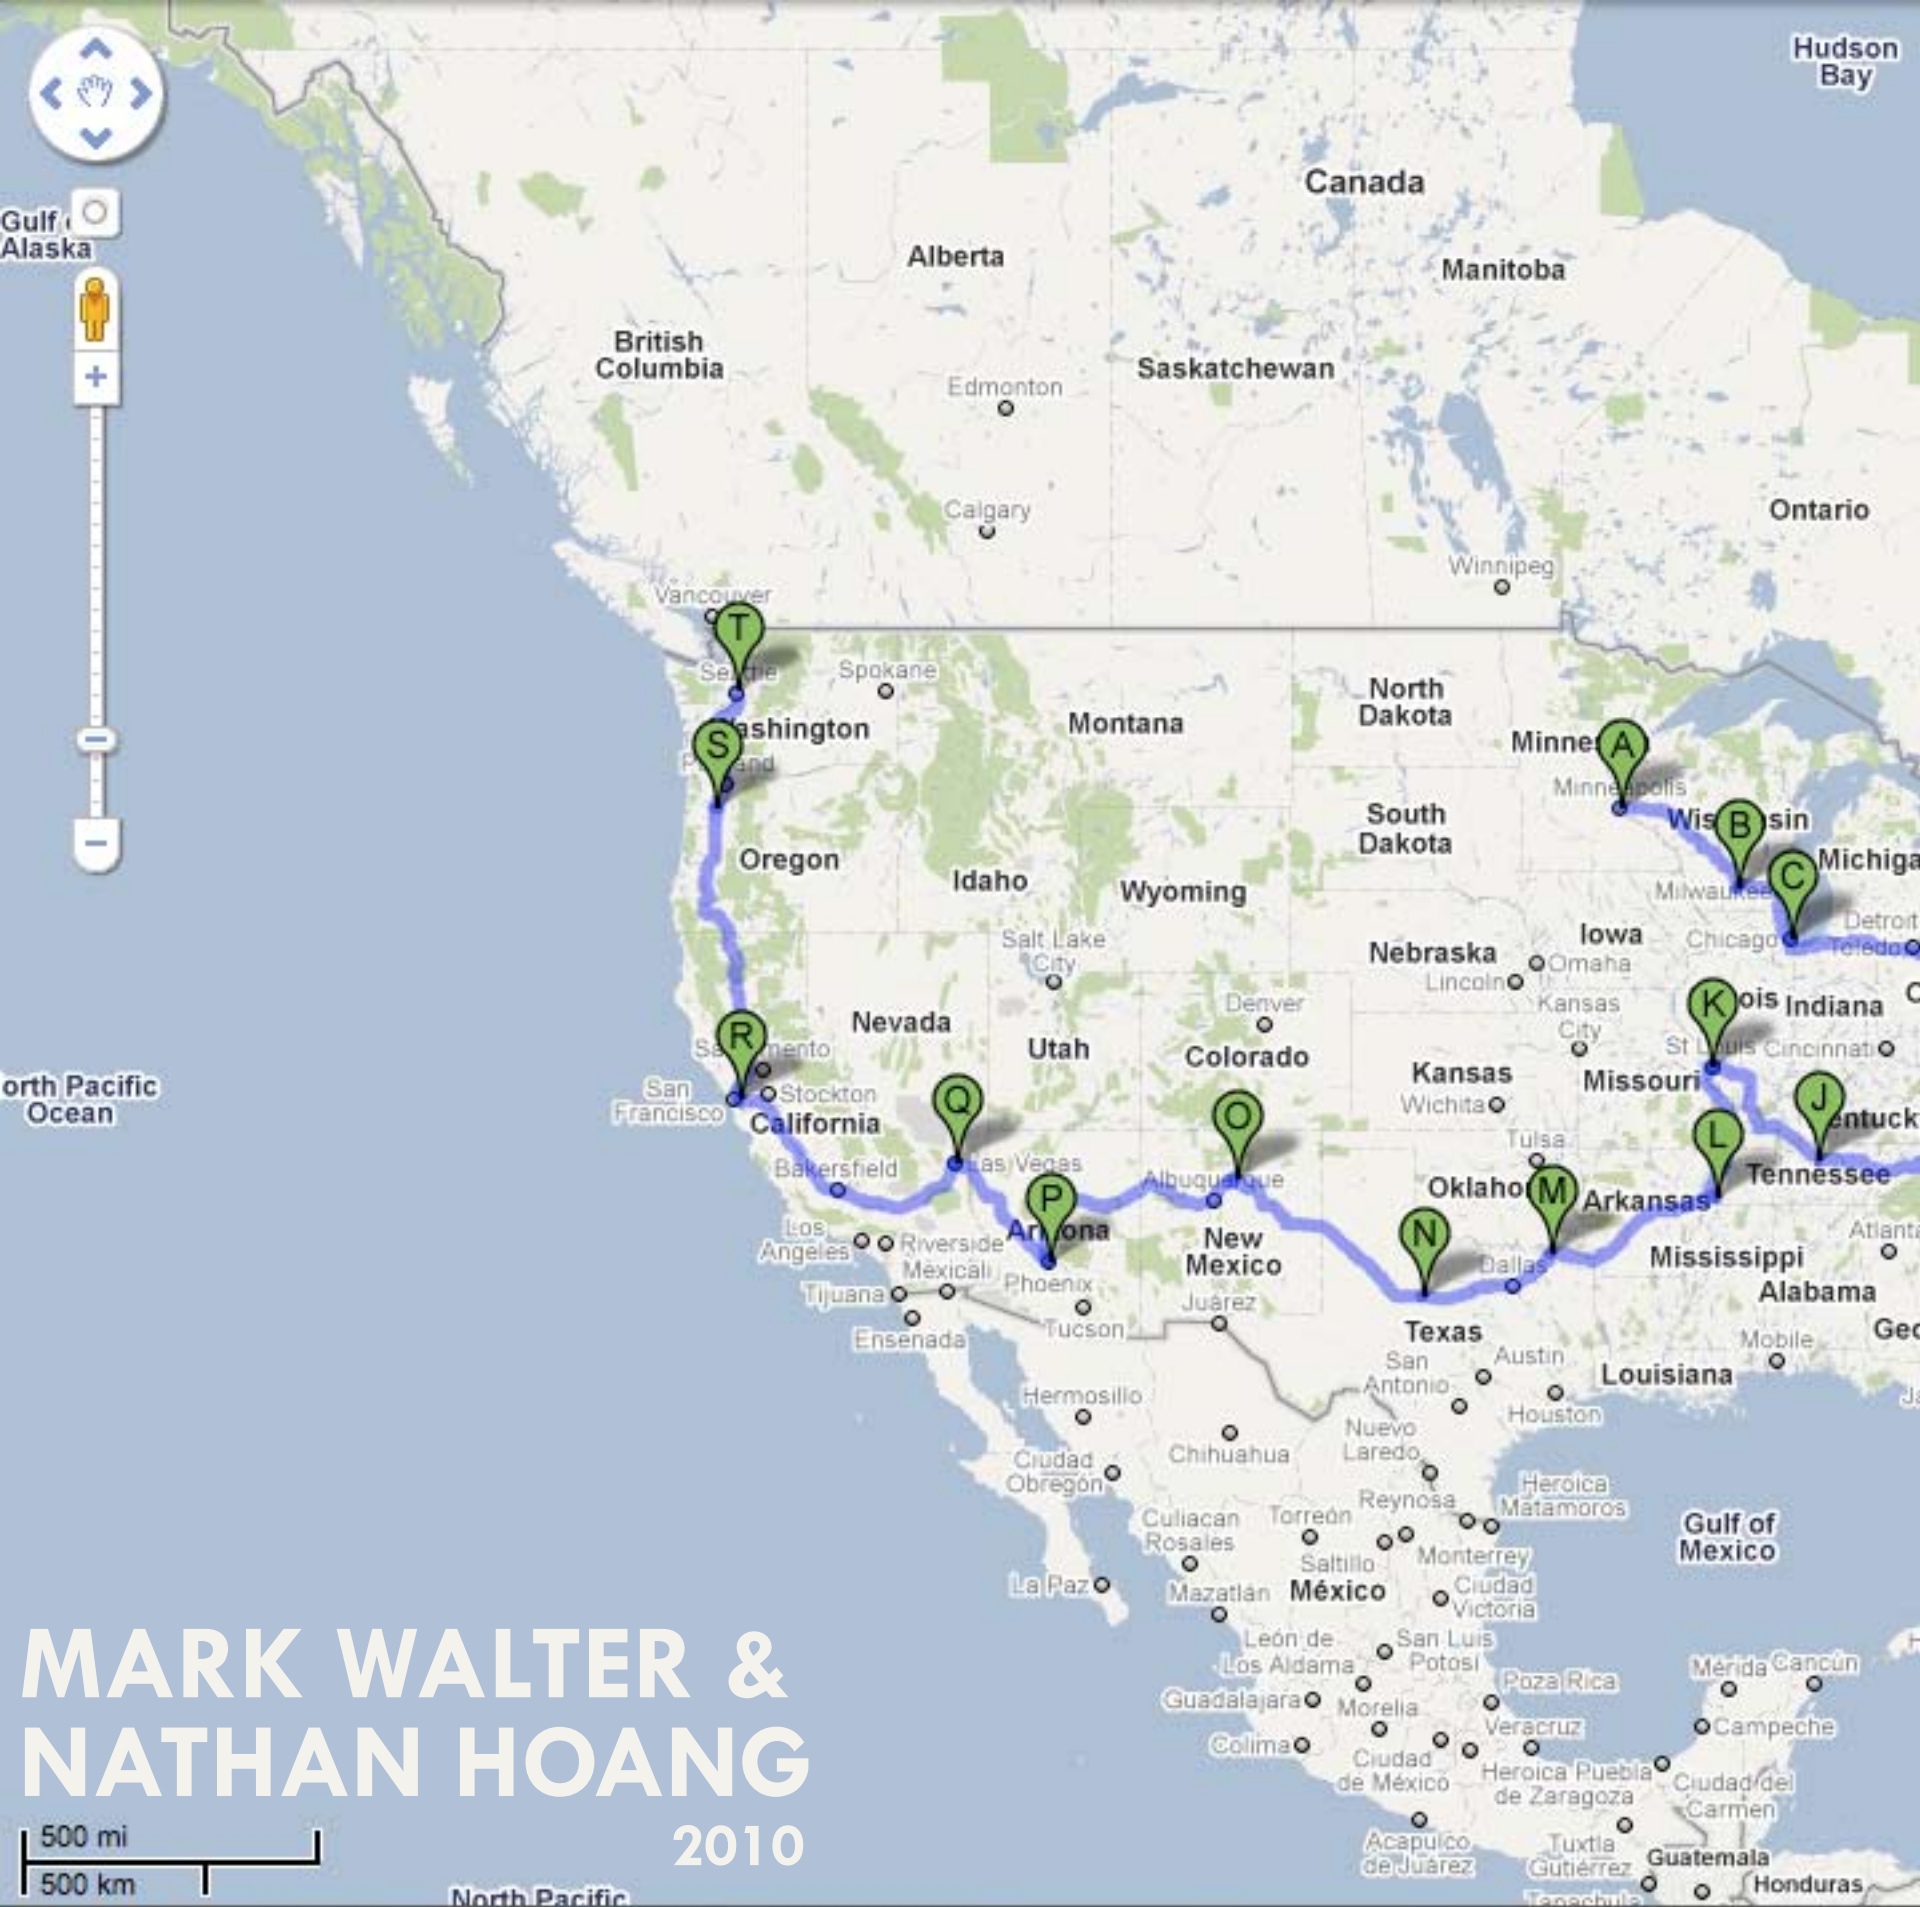 Hudson
Bay
Canada
Gulf
Alaska
Alberta
Manitoba
British
Columbia
Saskatchewan
Edmonton
Calgary
Ontario
Winnipeg
Vancouver
T
Spokane
North
Dakota
Montana
S
A
South
Dakota
B
Oregon
Michiga
C
Idaho
Wyoming
Milwaukee
Detroit
Iowa
Salt Lake
City
Chicago
Toledo
Nebraska
Omaha
Lincoln
K
ois
Indiana
Denver
Kansas
City
Nevada
R
Utah
Colorado
Cincinnati
Kansas
Missouri
orth Pacific
Ocean
San
Francisco
Stockton
California
Q
O
J
Wichita
L
Tulsa
Bakersfield
Las Vegas
Tennessee
P
M
Arkansas
N
Los
Angeles
Riverside
Mexicali
New
Mexico
Dallas
Mississippi
Atlanta
Alabama
Tijuana
Phoenix
Juárez
Ensenada
Tucson
Texas
Mobile
Geo
San
Antonio
Austin
Louisiana
Hermosillo
Houston
Nuevo
Laredo
Chihuahua
Ciudad
Obregón
Heroica
Matamoros
Reynosa
Culiacan
Rosales
Torreón
Gulf of
Mexico
Saltillo
Monterrey
La Paz
Mazatlán
México
Ciudad
Victoria
León de
Los Aldama
San Luis
Potosí
Poza Rica
Mérida
Cancún
Guadalajara
Morelia
Veracruz
Campeche
Colima
Ciudad
de México
Heroica Puebla
de Zaragoza
Ciudad del
Carmen
Acapulco
de Juárez
Tuxtla
Gutiérrez
Guatemala
Honduras
Tapachula
MARK WALTER &
NATHAN HOANG
2010
500 mi
500 km
North Pacific